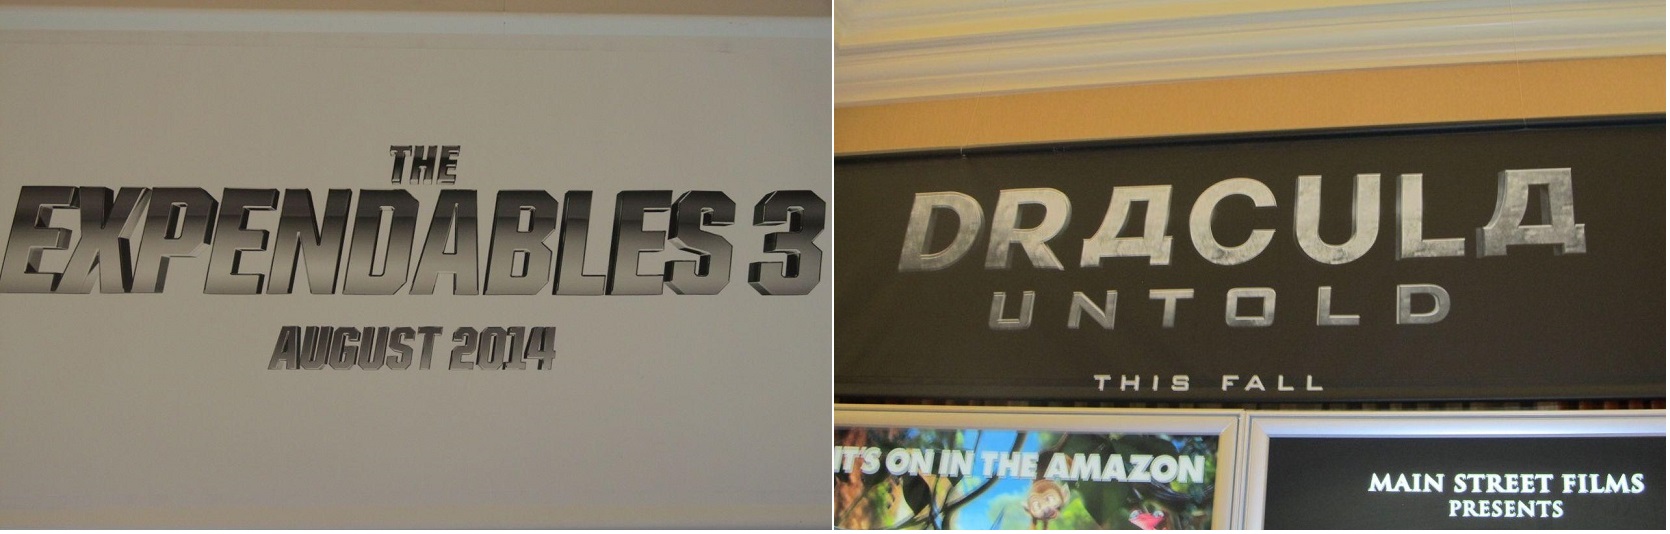 THE
EXPENDABLES 3
AUGUST 2014
DRACULA
UNTOLD
THIS FALL
IT'S ON IN THE AMAZON
MAIN STREET FILMS
PRESENTS